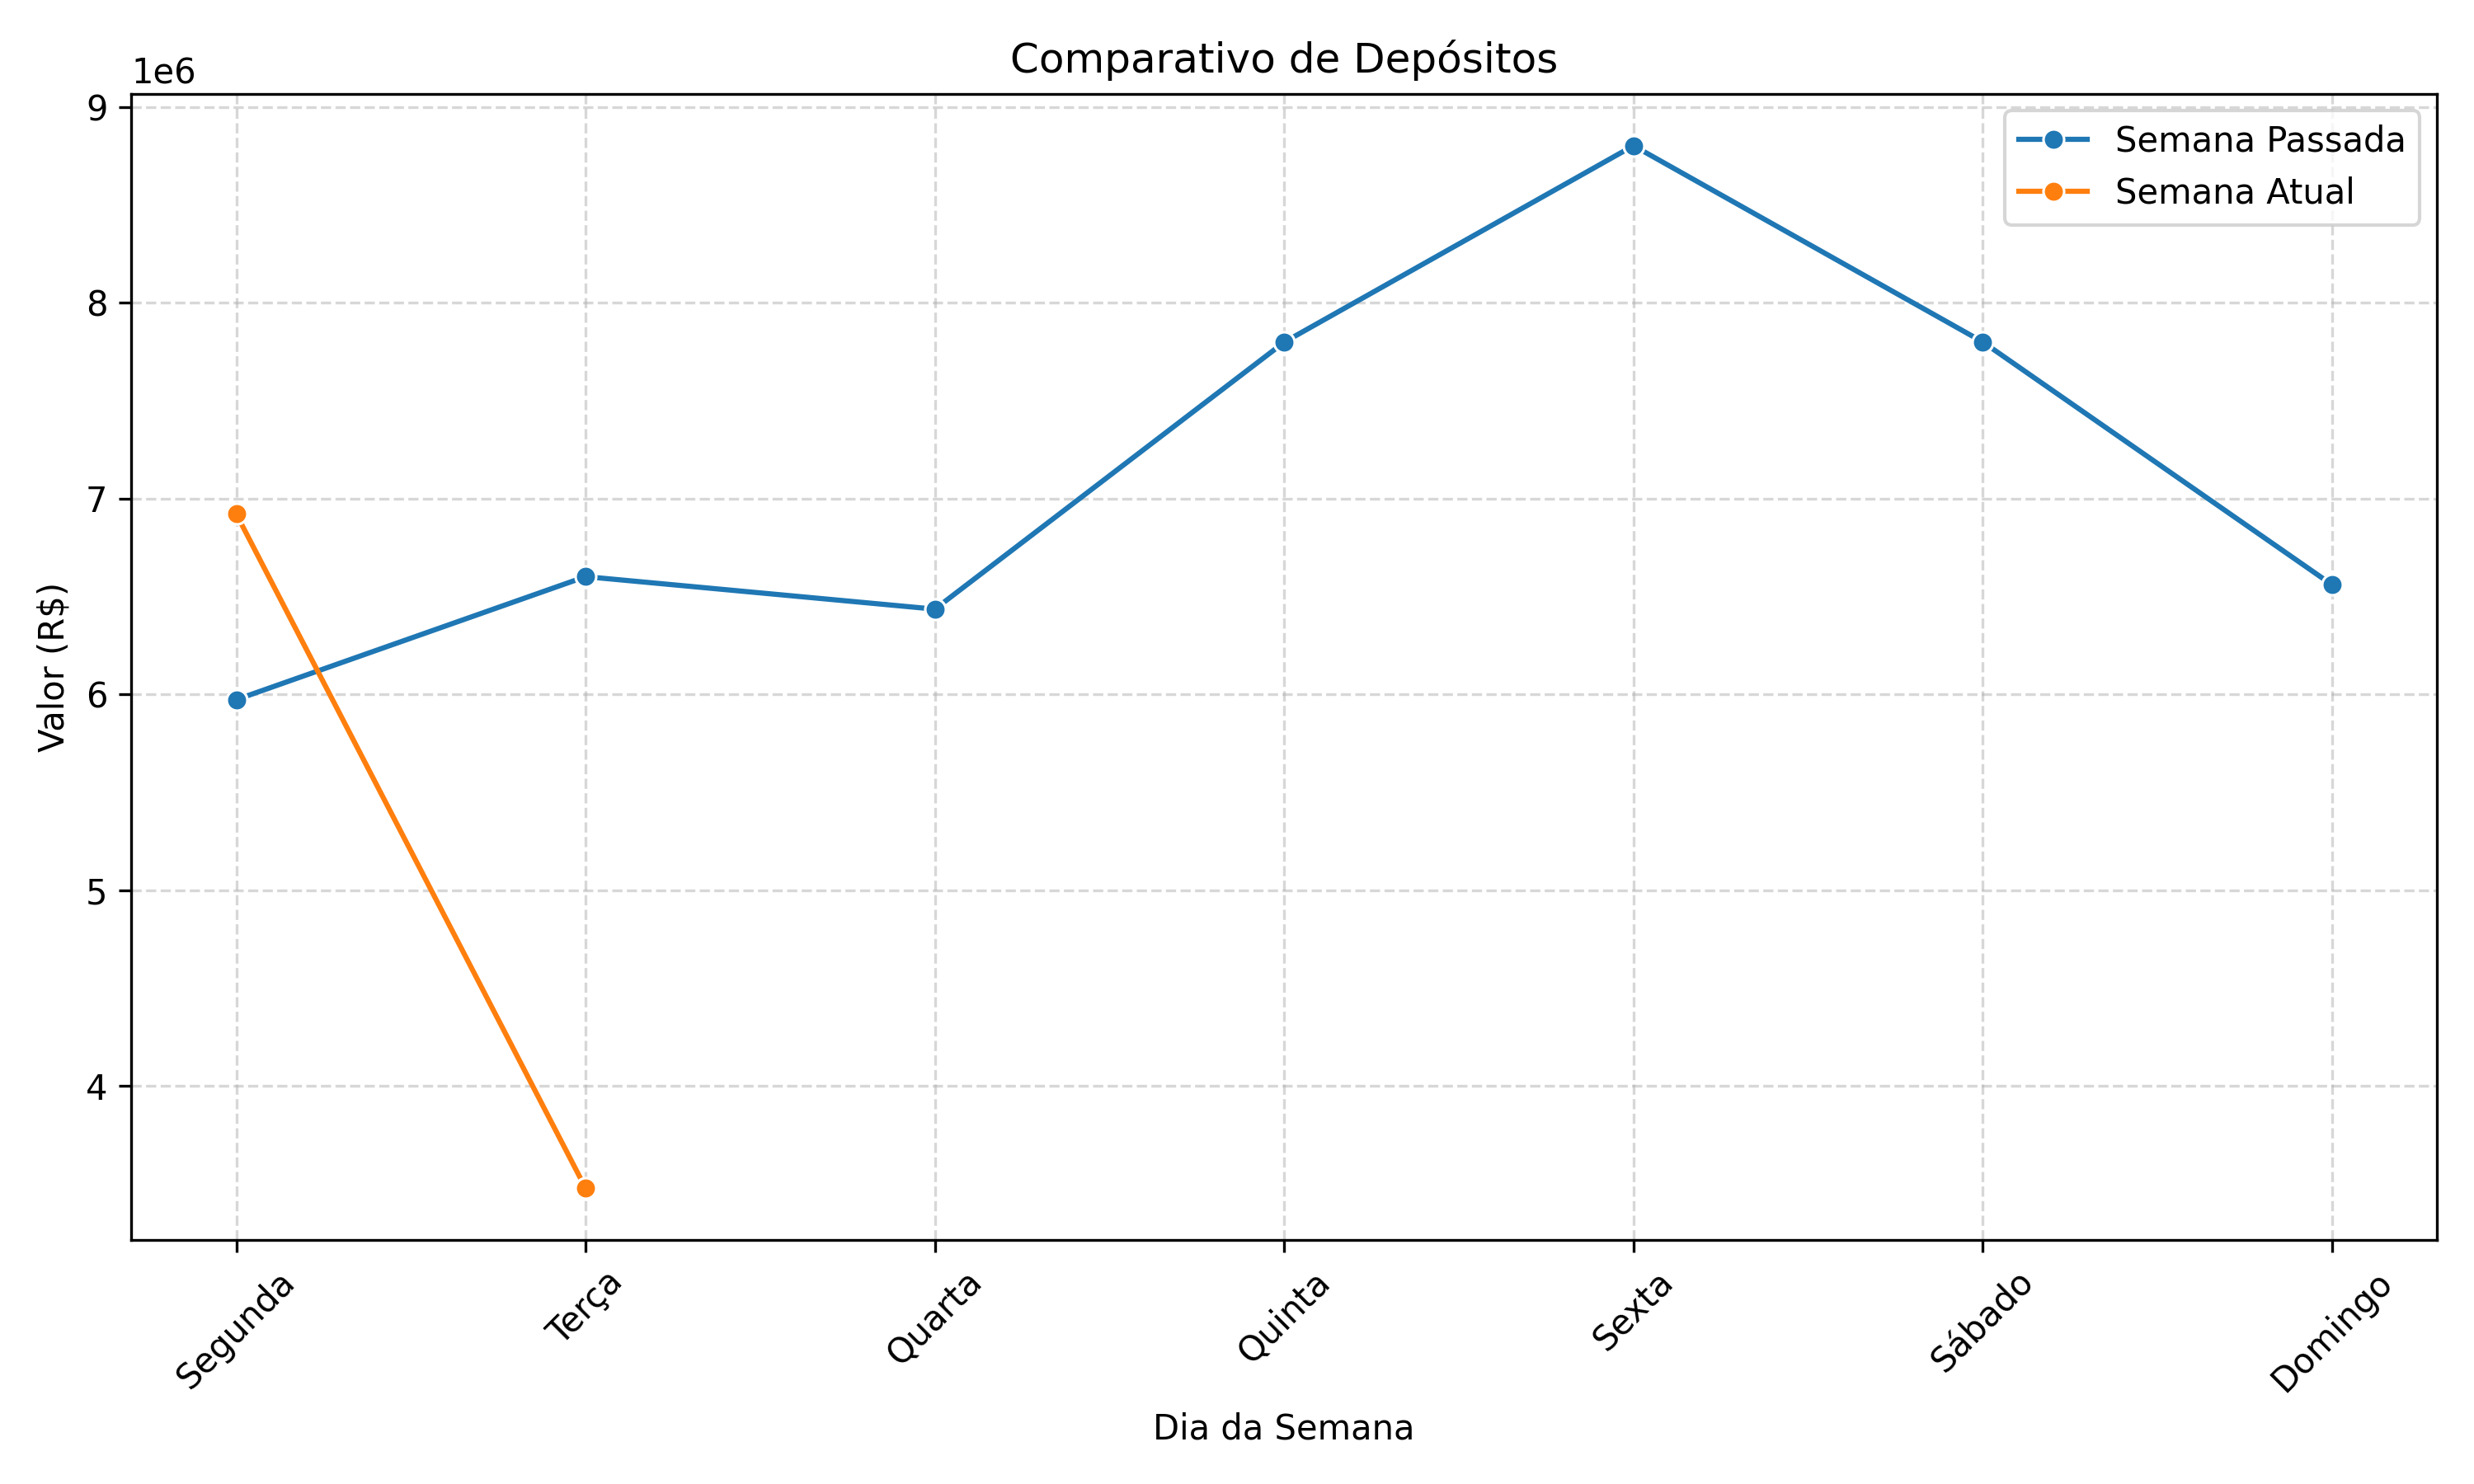 Comparativo de Depósitos
1e6
9
8
7
6
5
4
Valor (R$)
Semana Passada
Semana Atual
Segunda
Terça
Quarta
Quinta
Sexta
Sábado
Domingo
Dia da Semana